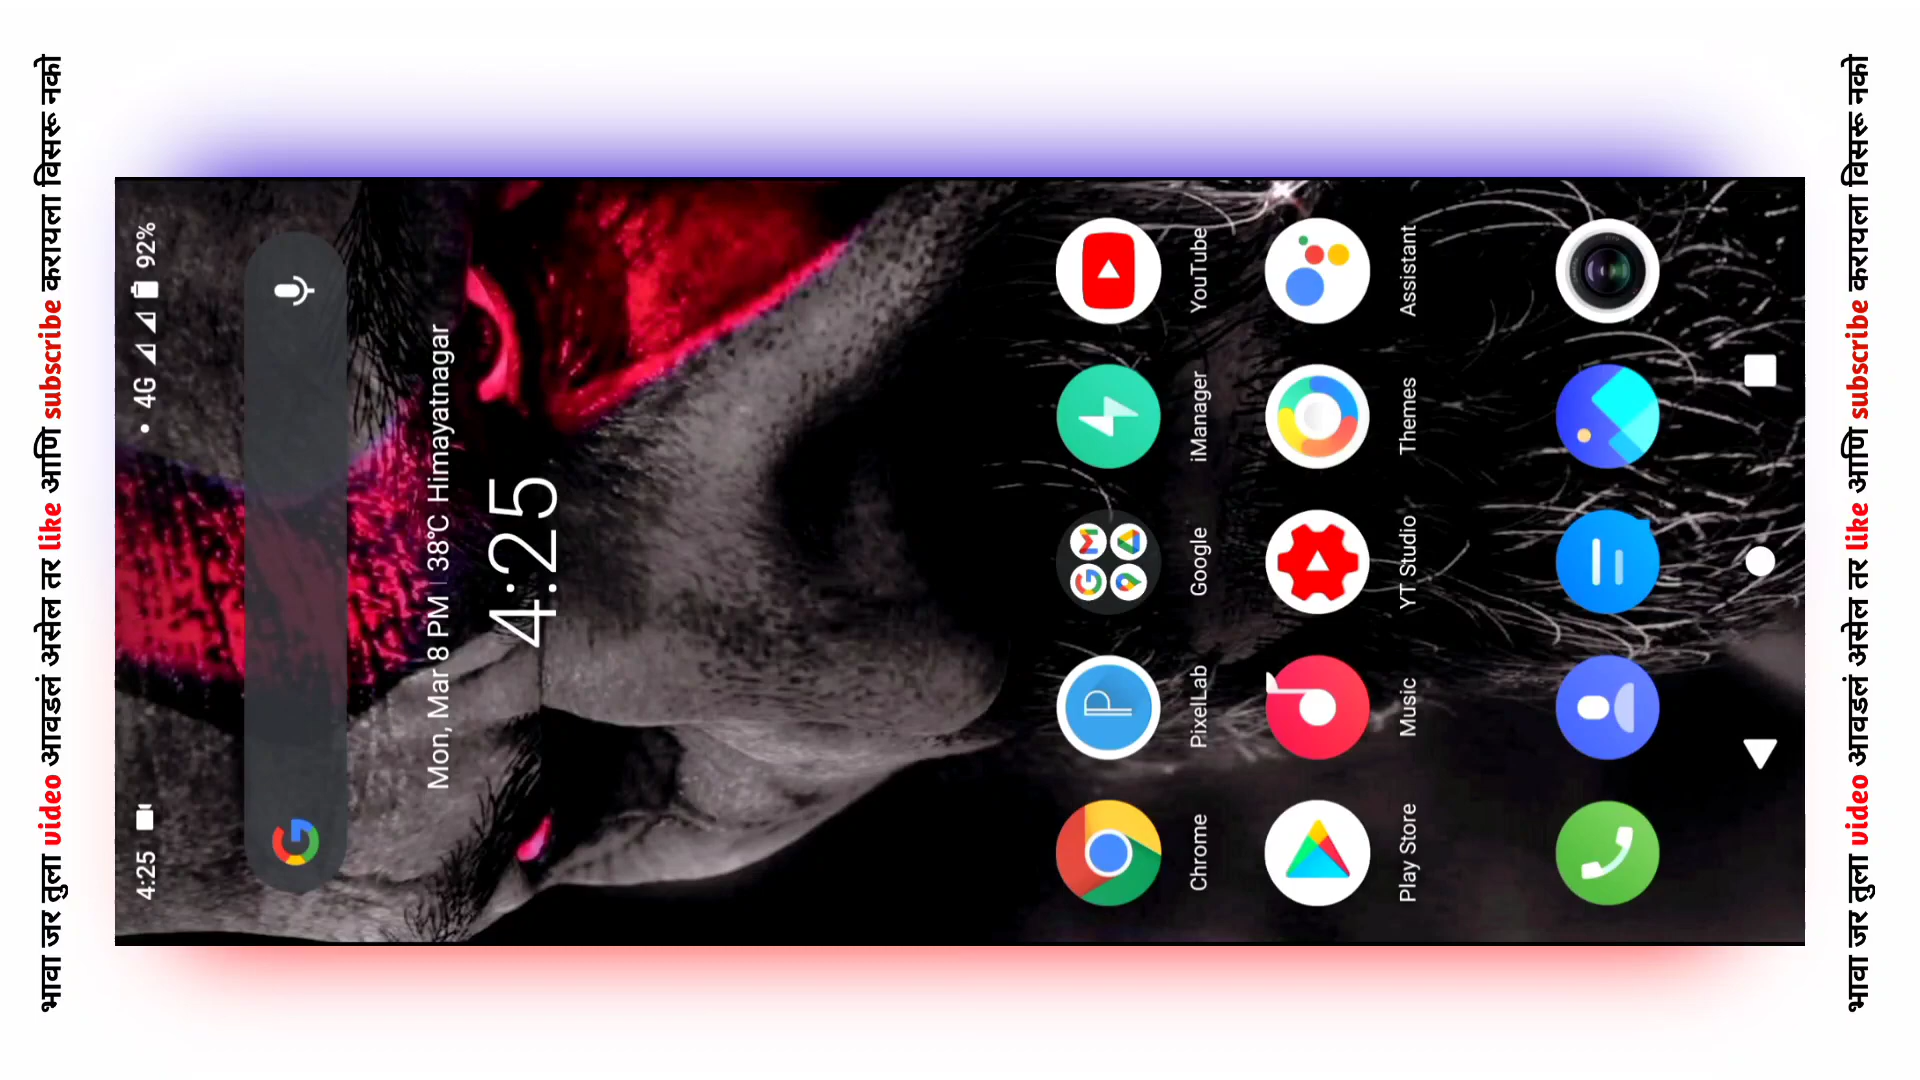 भावा जर तुला video आवडलं असेल तर like आणि subscribe करायला विसरू नको
4:25
4G 92%
Mon, Mar 8 PM | 38°C Himayatnagar
4:25
Chrome PixelLab Google iManager YouTube
Play Store Music YT Studio Themes Assistant
भावा जर तुला video आवडलं असेल तर like आणि subscribe करायला विसरू नको